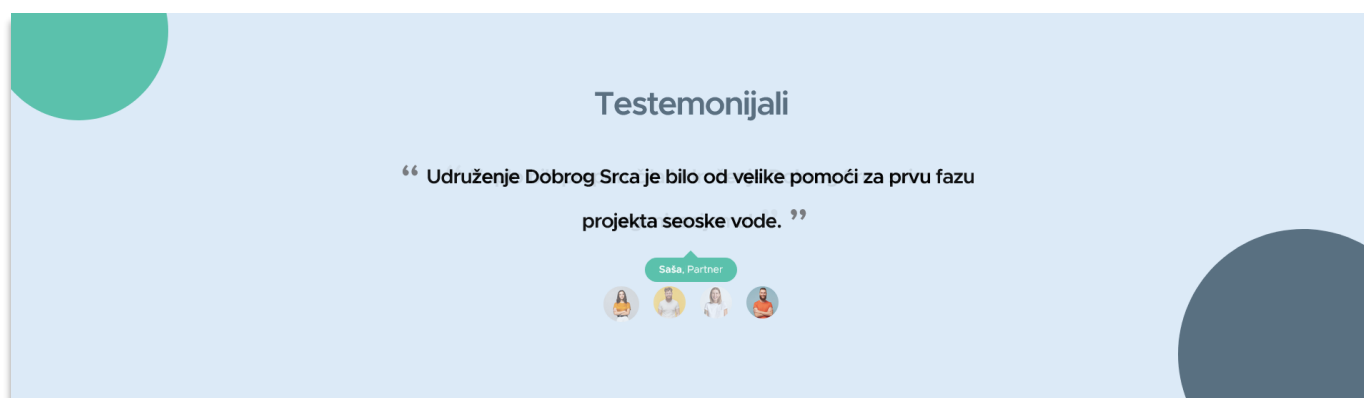 Testemonijali
“ Udruženje Dobrog Srca je bilo od velike pomoći za prvu fazu
projekta seoske vode. ”
Saša, Partner